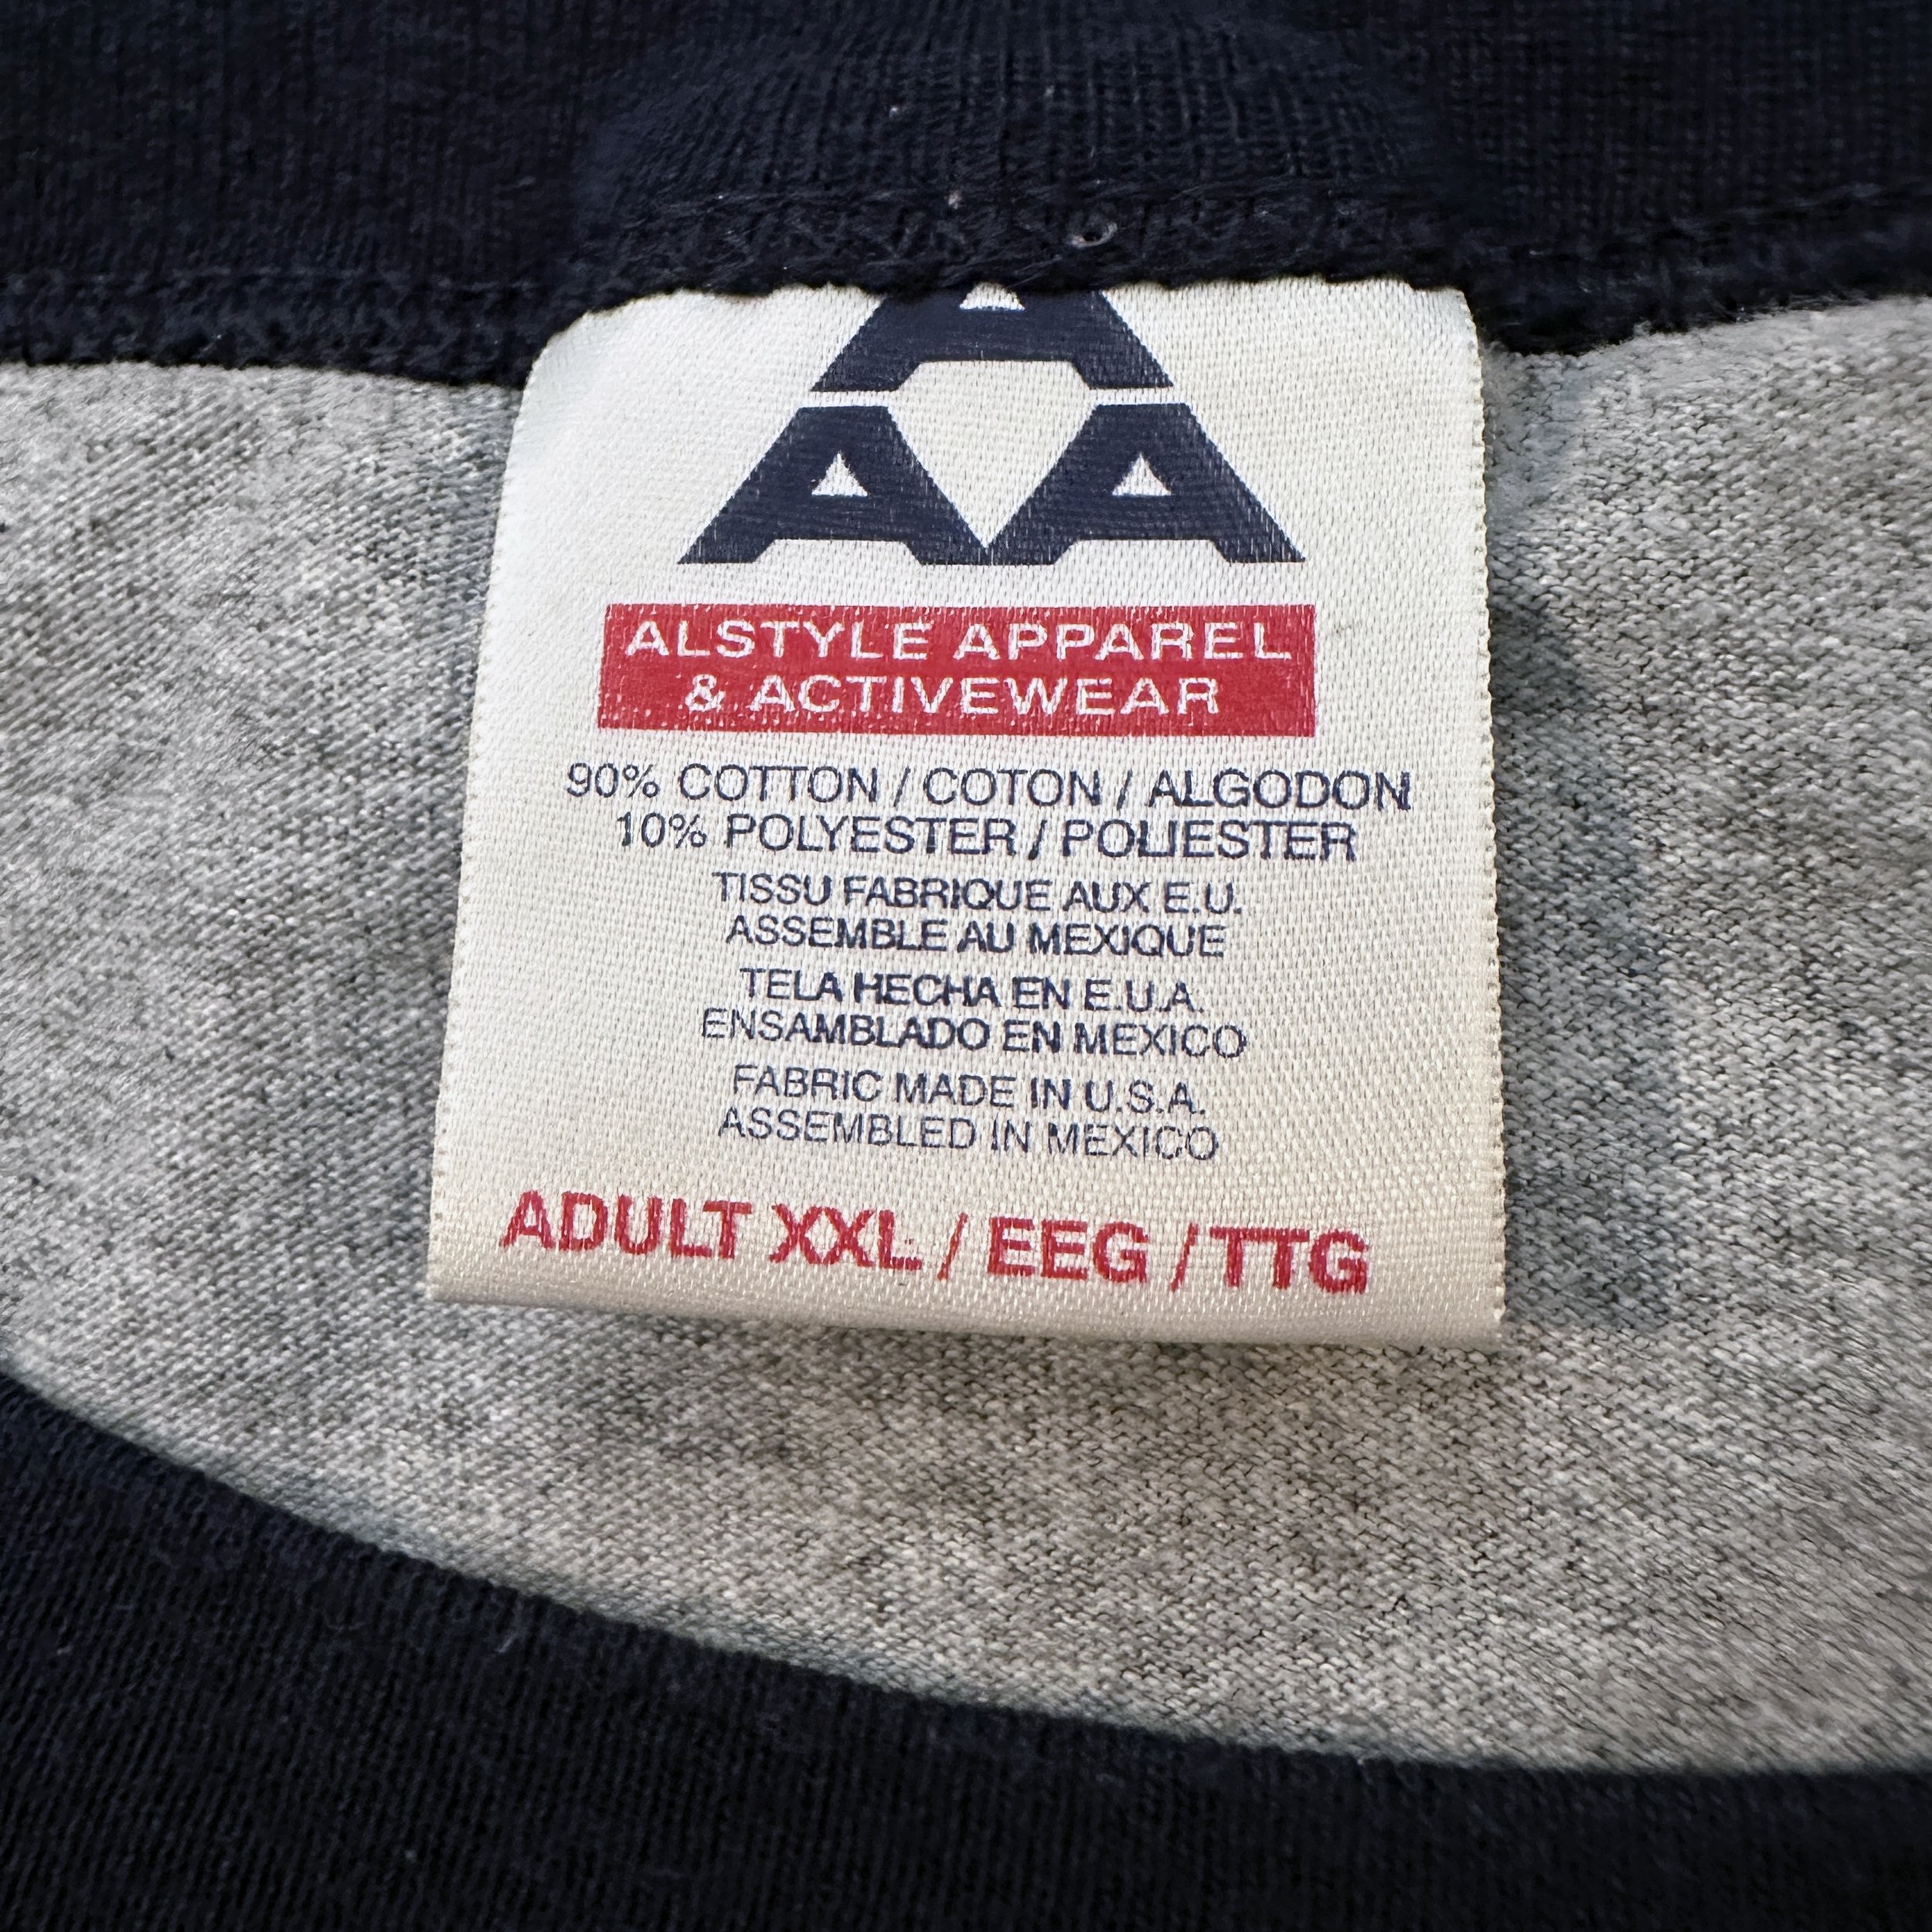 A
AA
ALSTYLE APPAREL
& ACTIVEWEAR
90% COTTON / COTON / ALGODON
10% POLYESTER / POLIESTER
TISSU FABRIQUE AUX E.U.
ASSEMBLE AU MEXIQUE
TELA HECHA EN E.U.A.
ENSAMBLADO EN MEXICO
FABRIC MADE IN U.S.A.
ASSEMBLED IN MEXICO
ADULT XXL / EEG / TTG